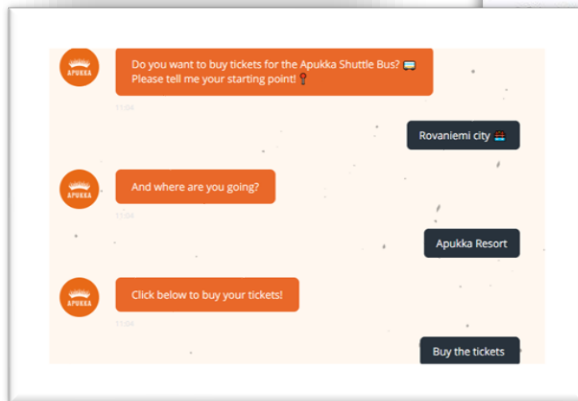 APUKKA
Do you want to buy tickets for the Apukka Shuttle Bus? 🚌
Please tell me your starting point! 📍
11:04
Rovaniemi city
APUKKA
And where are you going?
11:04
Apukka Resort
APUKKA
Click below to buy your tickets!
11:04
Buy the tickets